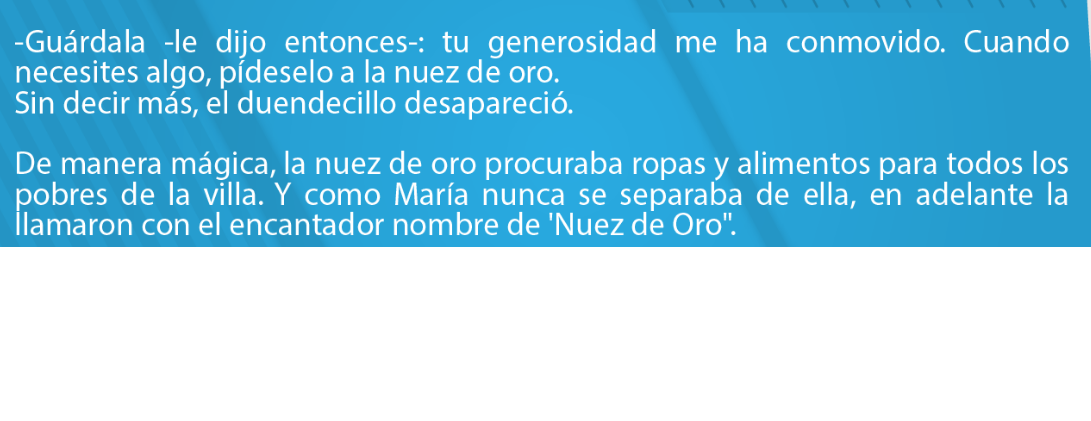 -Guárdala -le dijo entonces-: tu generosidad me ha conmovido. Cuando
necesites algo, pídeselo a la nuez de oro.
Sin decir más, el duendecillo desapareció.
De manera mágica, la nuez de oro procuraba ropas y alimentos para todos los
pobres de la villa. Y como María nunca se separaba de ella, en adelante la
llamaron con el encantador nombre de 'Nuez de Oro".